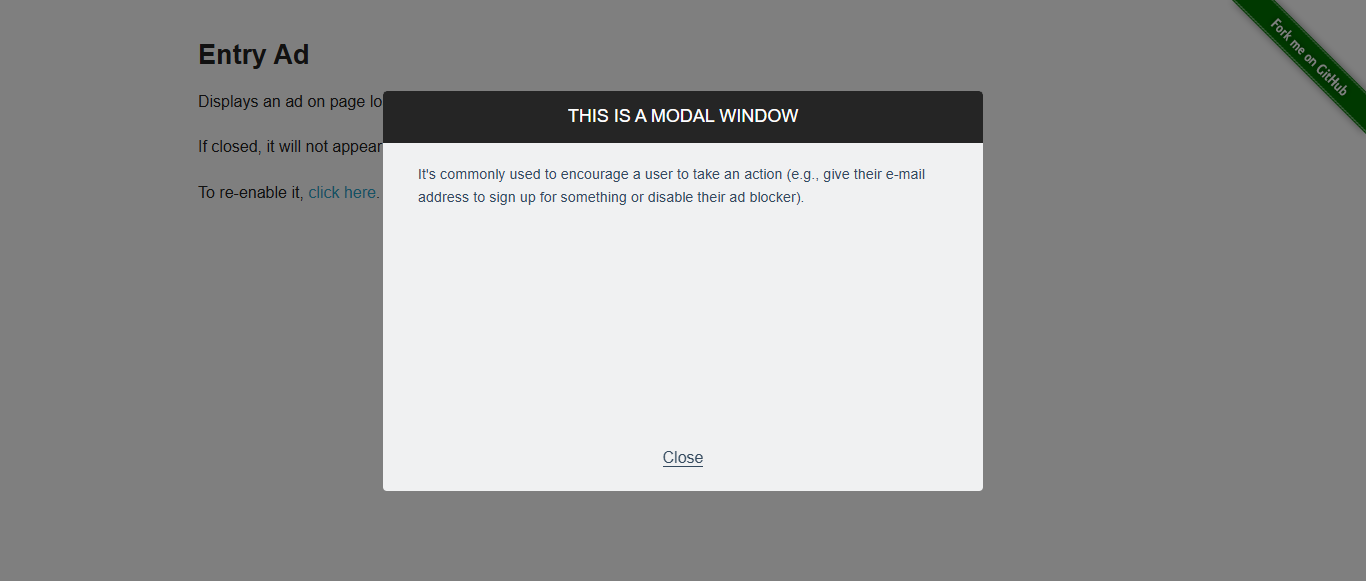 Entry Ad
Displays an ad on page lo
If closed, it will not appear
To re-enable it, click here.
THIS IS A MODAL WINDOW
It's commonly used to encourage a user to take an action (e.g., give their e-mail
address to sign up for something or disable their ad blocker).
Close
Fork me on GitHub